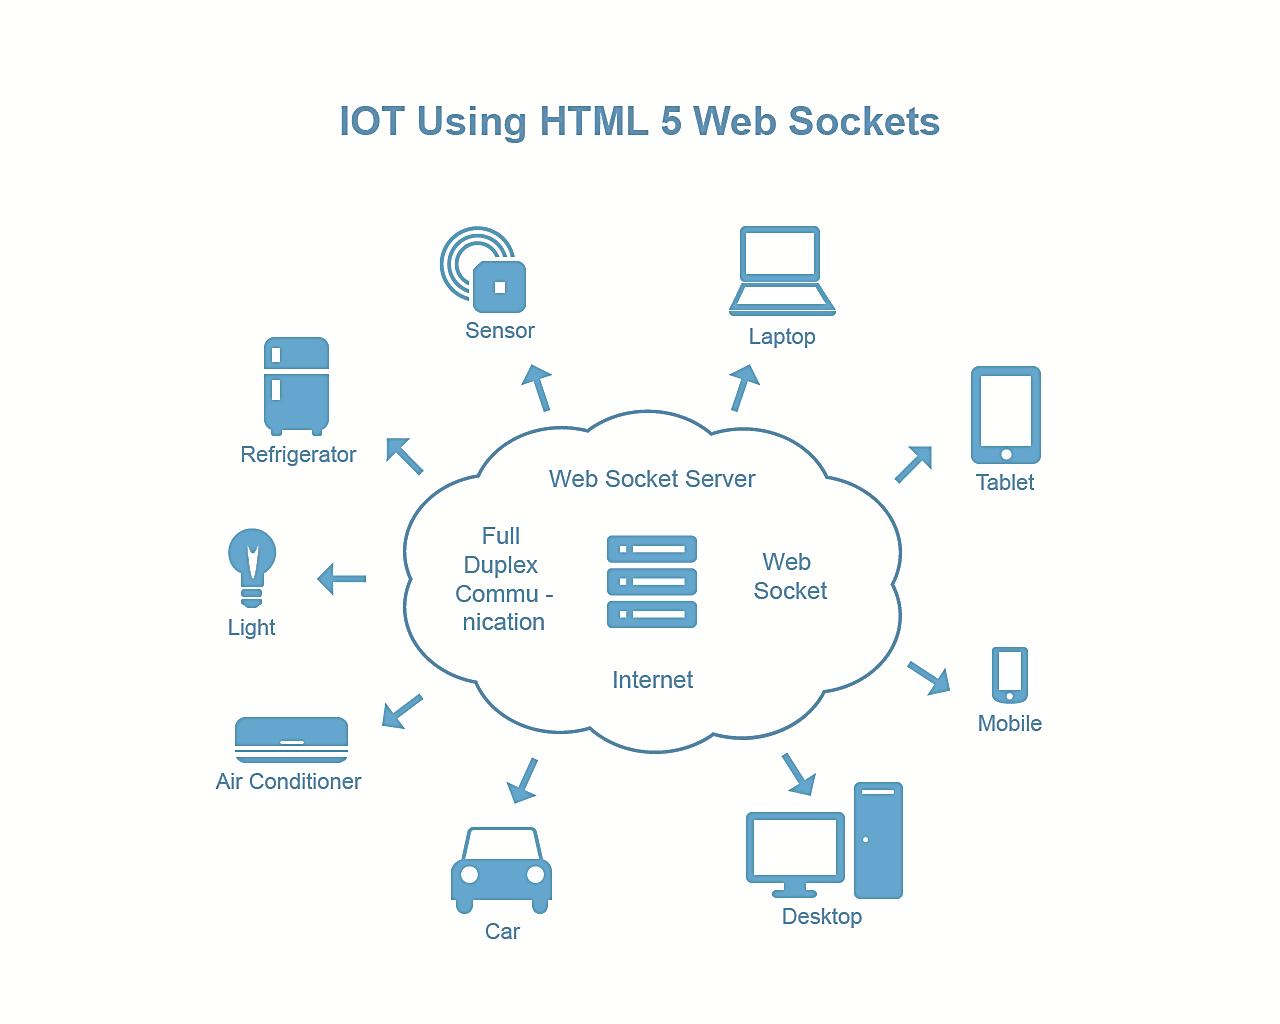 IOT Using HTML 5 Web Sockets
Sensor
Laptop
Refrigerator
Tablet
Web Socket Server
Full
Duplex
Commu -
nication
Web
Socket
Internet
Light
Mobile
Air Conditioner
Car
Desktop